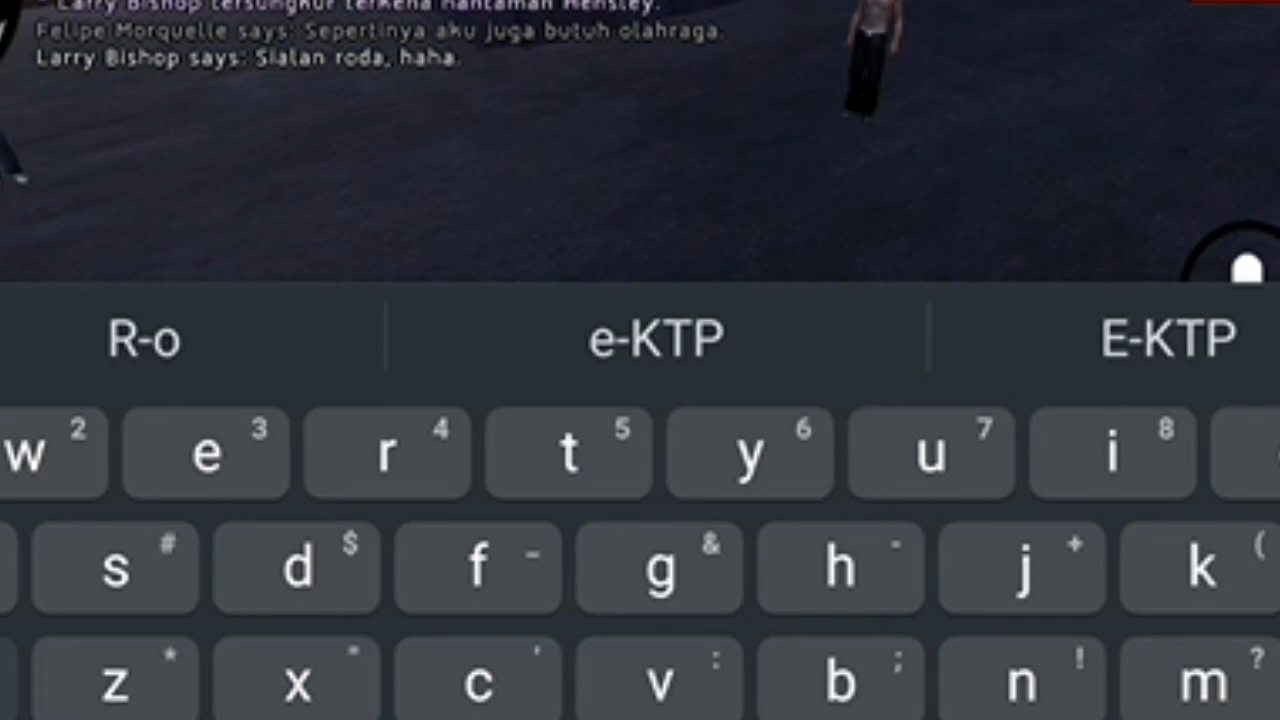 * Larry Bishop tersungkur terkena hantaman Hensley.
Felipe Morquelle says: Sepertinya aku juga butuh olahraga.
Larry Bishop says: Sialan roda, haha.
R-o e-KTP E-KTP
w 2 e 3 r 4 t 5 y 6 u 7 i 8
s # d $ f _ g & h - j + k (
z * x " c ' v : b ; n ! m ?